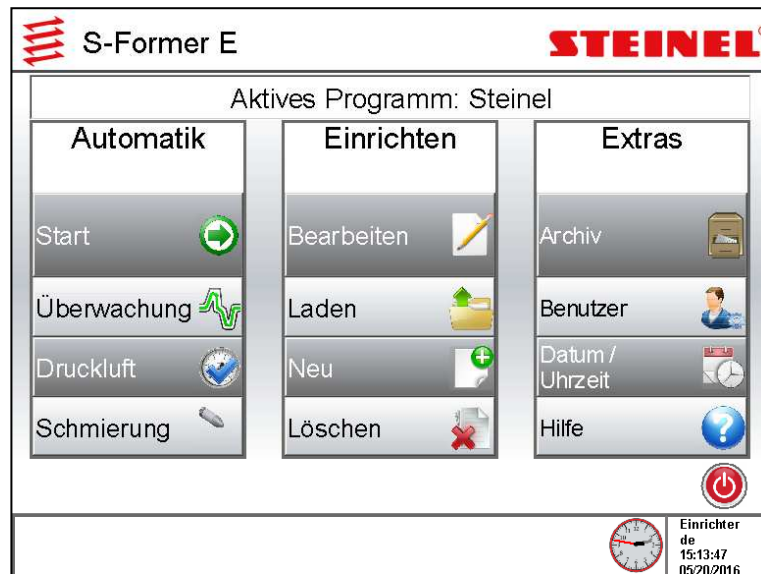 S-Former E
STEINEL
Aktives Programm: Steinel
Automatik
Start
Überwachung
Druckluft
Schmierung
Einrichten
Bearbeiten
Laden
Neu
Löschen
Extras
Archiv
Benutzer
Datum /
Uhrzeit
Hilfe
Einrichter
de
15:13:47
05/20/2016